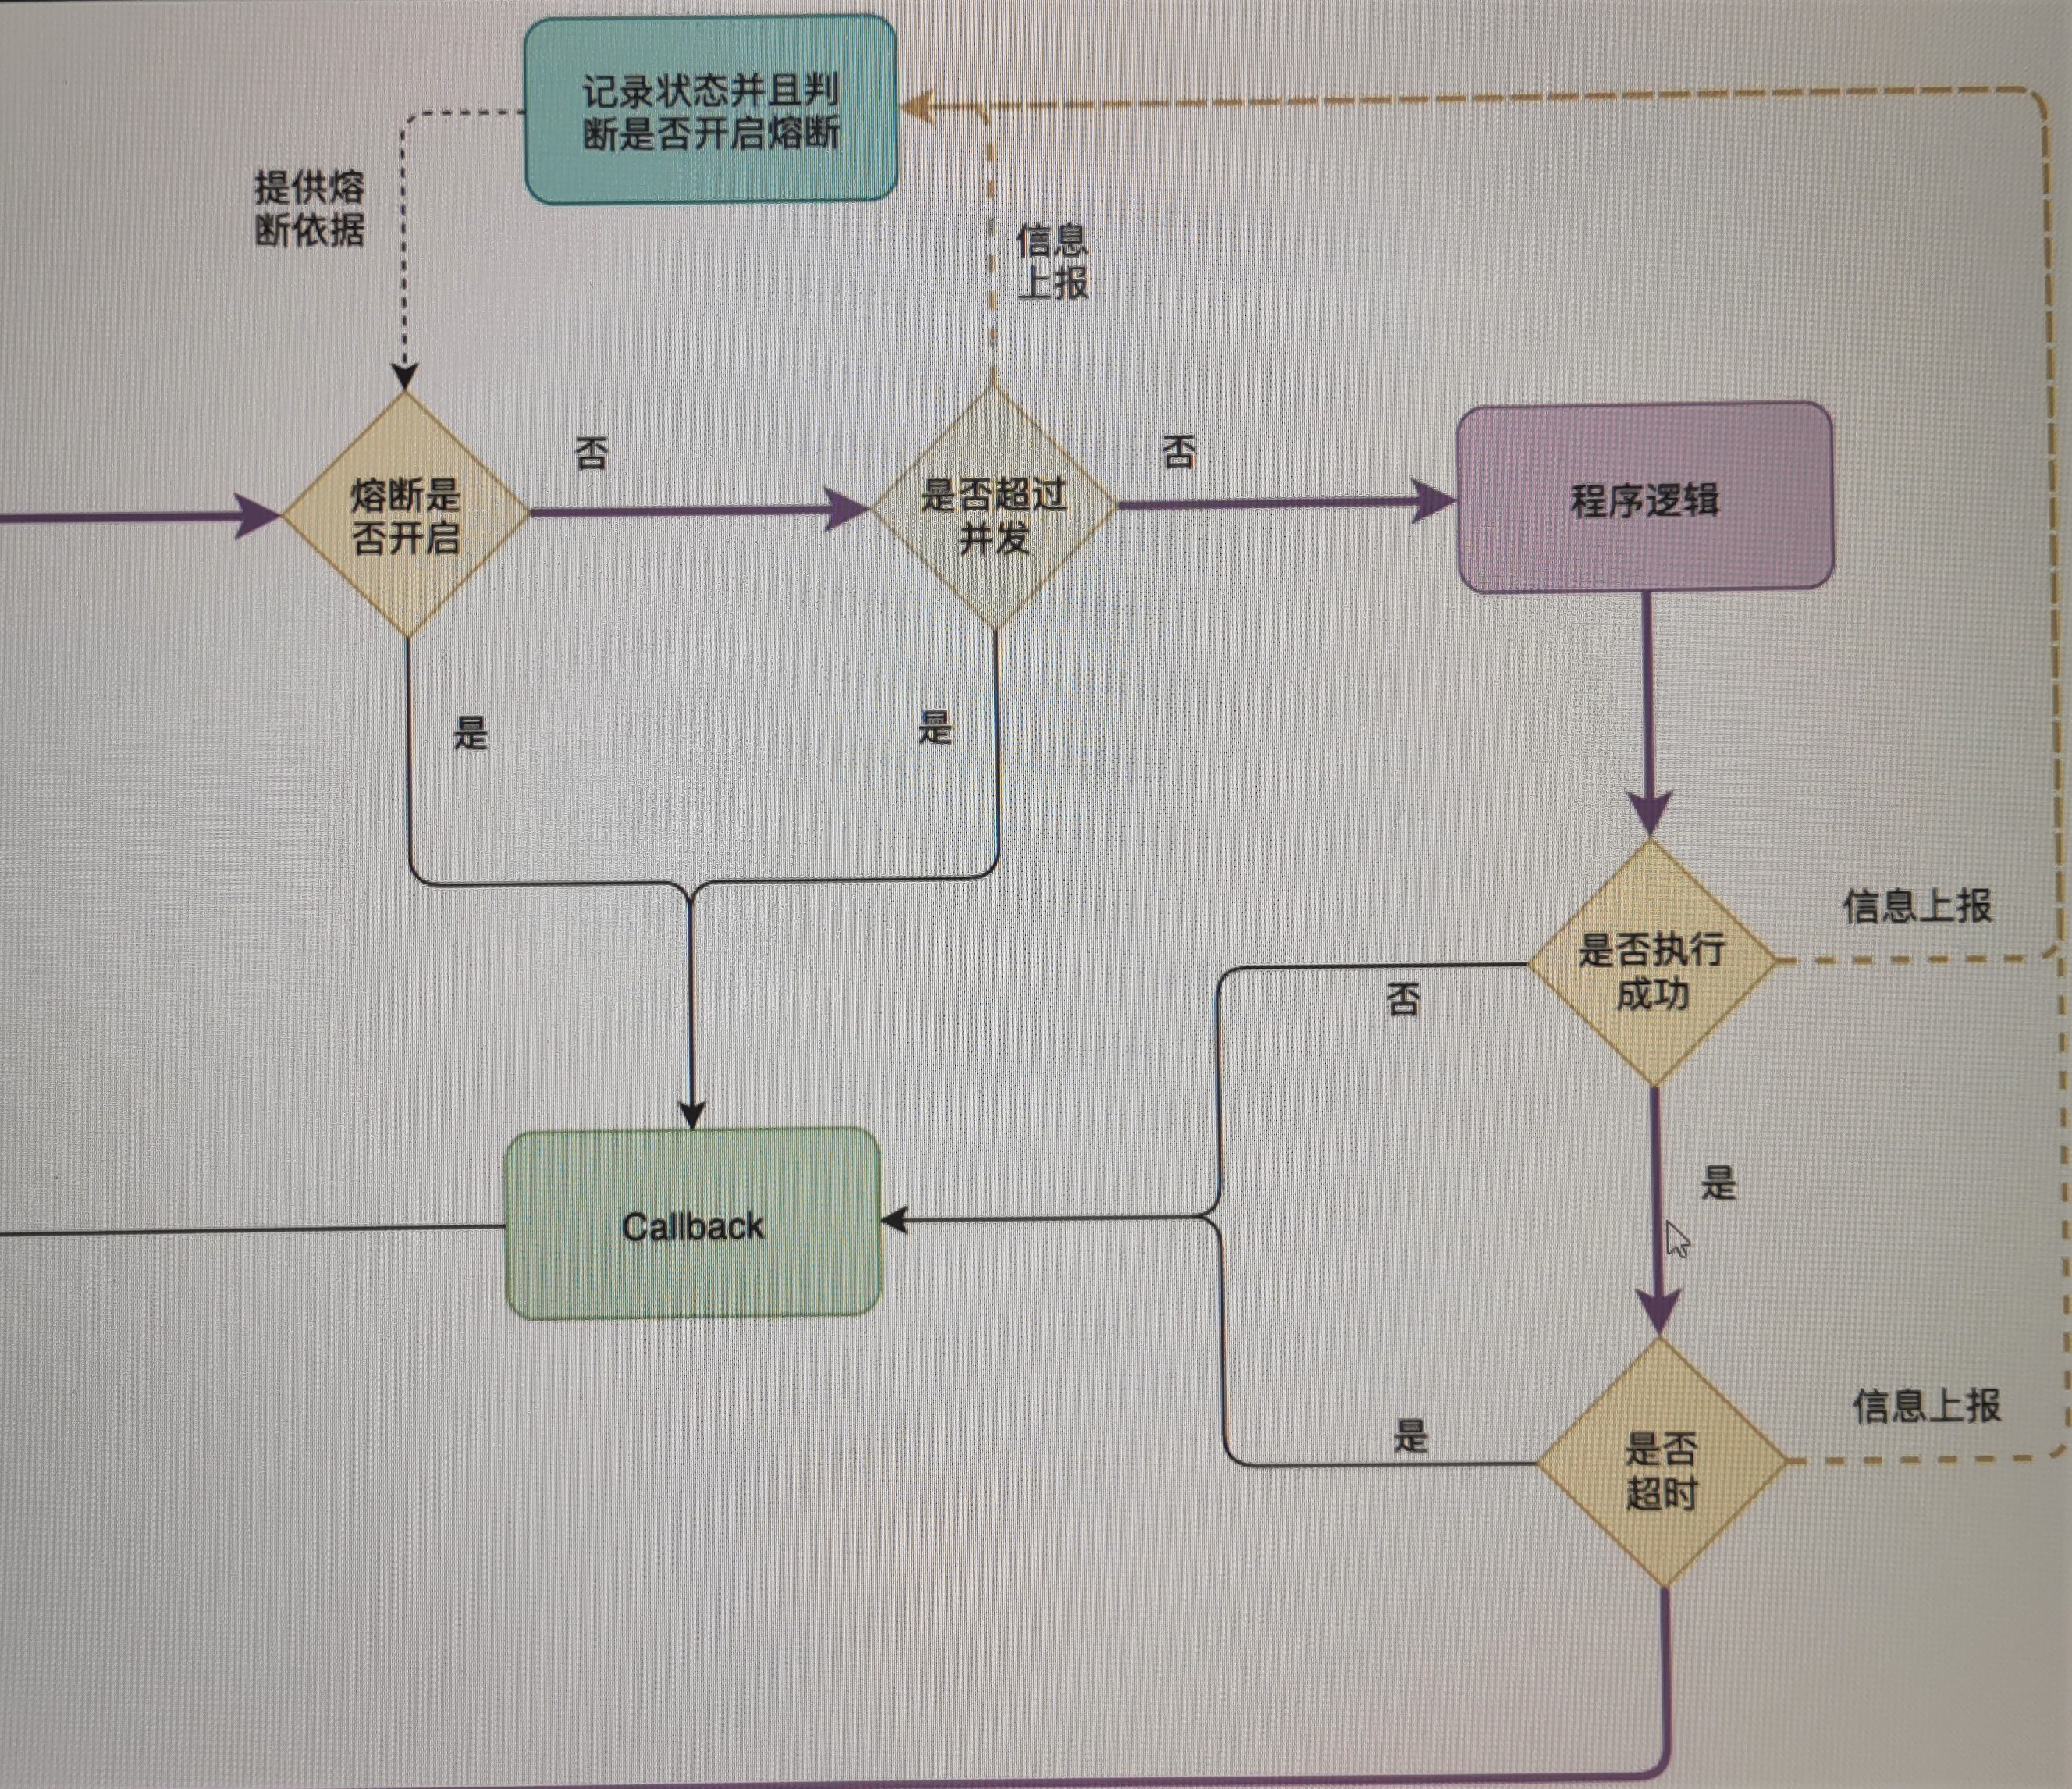 记录状态并且判
断是否开启熔断
提供熔
断依据
信息
上报
否
否
熔断是
否开启
是否超过
并发
程序逻辑
是
是
信息上报
是否执行
成功
否
是
Callback
信息上报
是
是否
超时